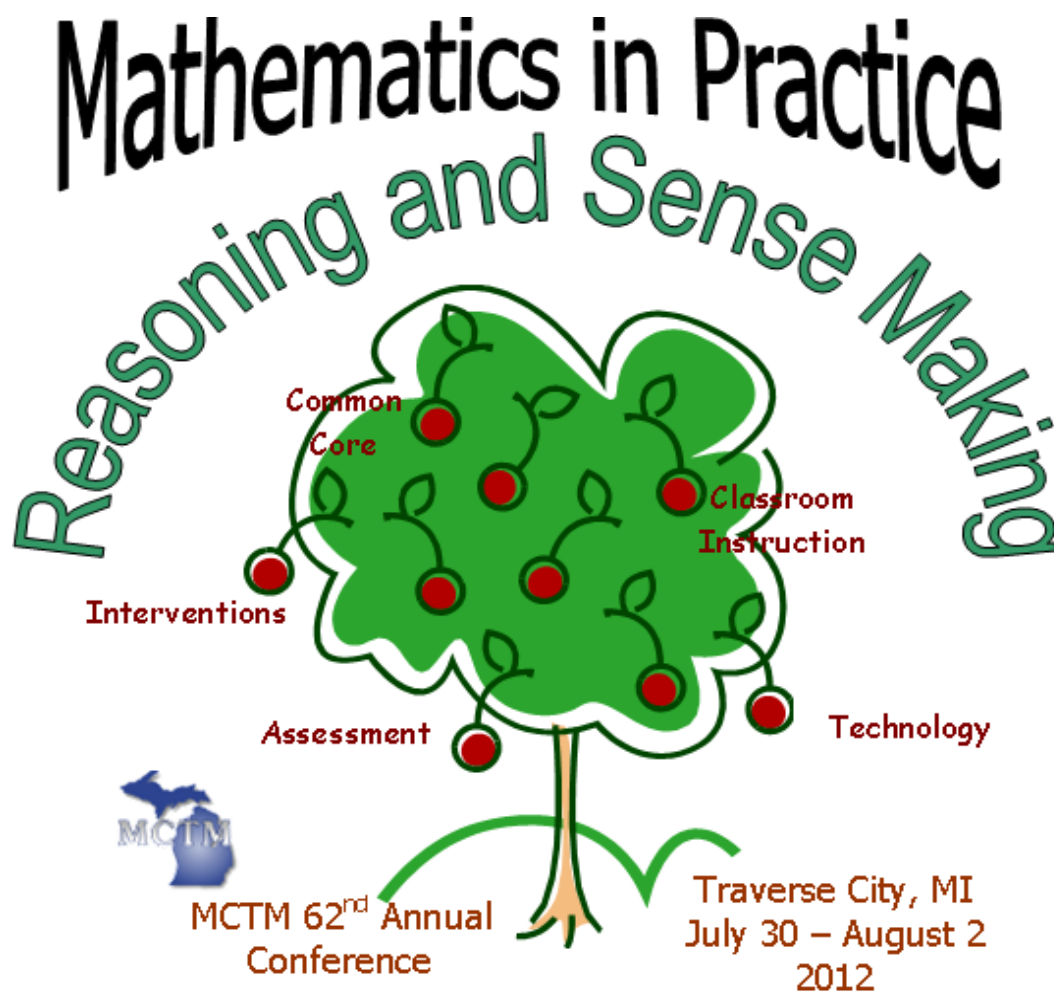 Mathematics in Practice
Reasoning and Sense Making
Common
Core
Classroom
Instruction
Interventions
Assessment
Technology
MCTM
MCTM 62nd Annual
Conference
Traverse City, MI
July 30 – August 2
2012